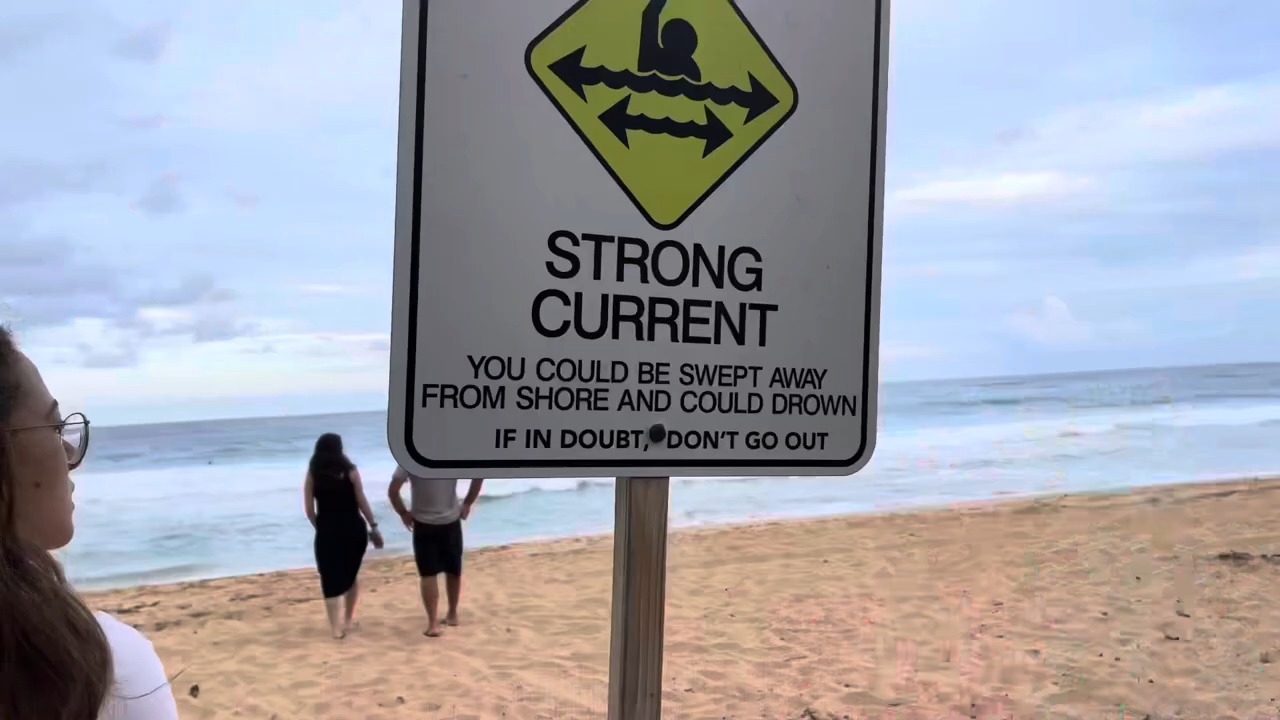 STRONG
CURRENT
YOU COULD BE SWEPT AWAY
FROM SHORE AND COULD DROWN
IF IN DOUBT, DON'T GO OUT